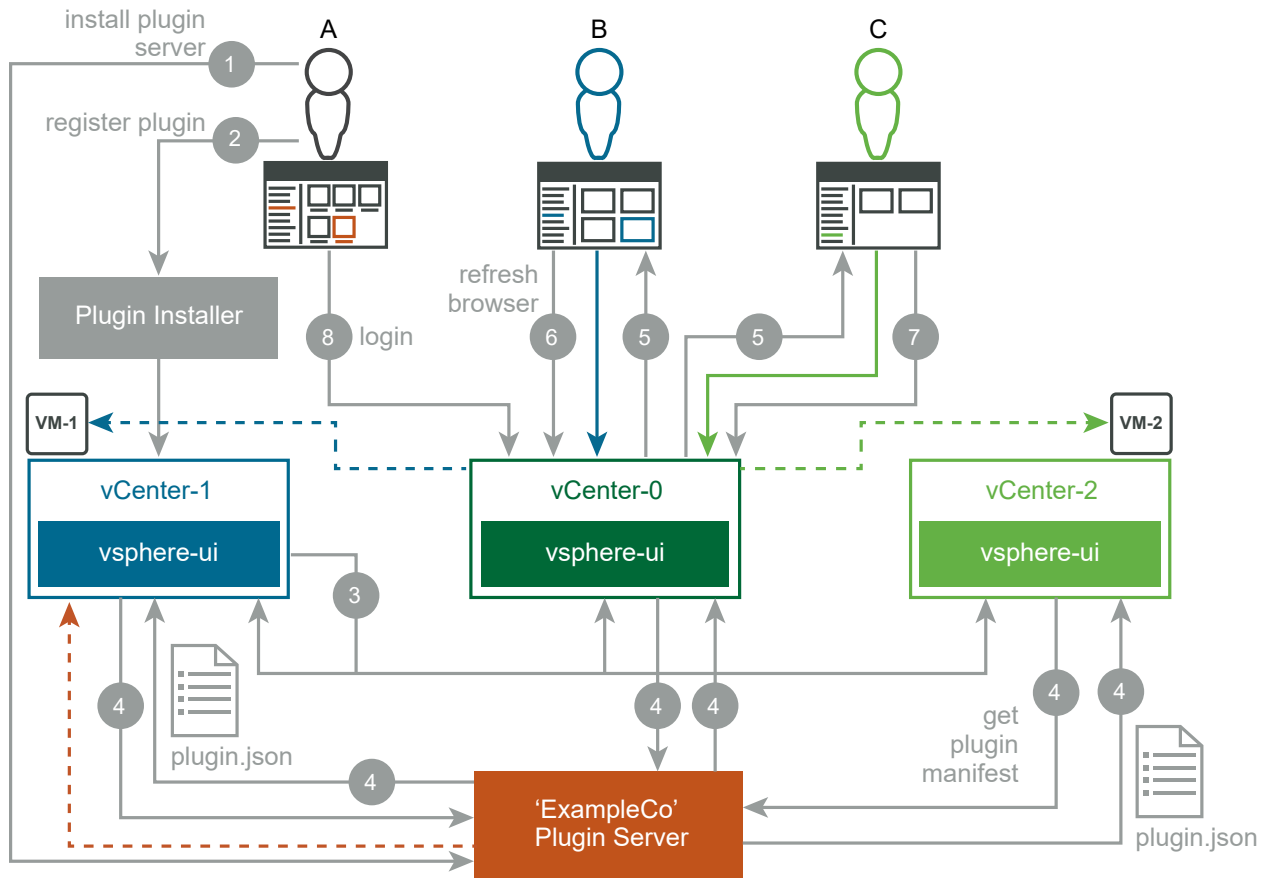 install plugin
server
A
B
C
1
register plugin
2
refresh
browser
Plugin Installer
8
login
6
5
5
7
VM-1
VM-2
vCenter-1
vCenter-0
vCenter-2
vsphere-ui
vsphere-ui
vsphere-ui
3
4
4
4
4
4
get
plugin
manifest
plugin.json
4
plugin.json
‘ExampleCo’
Plugin Server